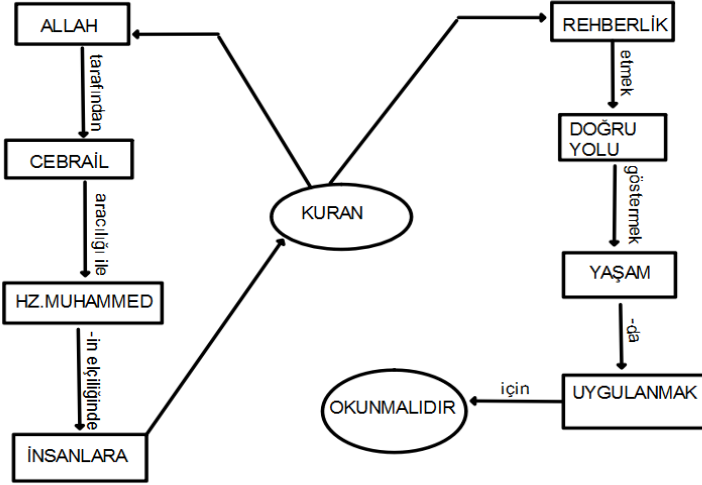 ALLAH
tarafından
CEBRAİL
aracılığı ile
HZ.MUHAMMED
-in elçiliğinde
İNSANLARA
KURAN
REHBERLİK
etmek
DOĞRU
YOLU
göstermek
YAŞAM
-da
UYGULANMAK
için
OKUNMALIDIR